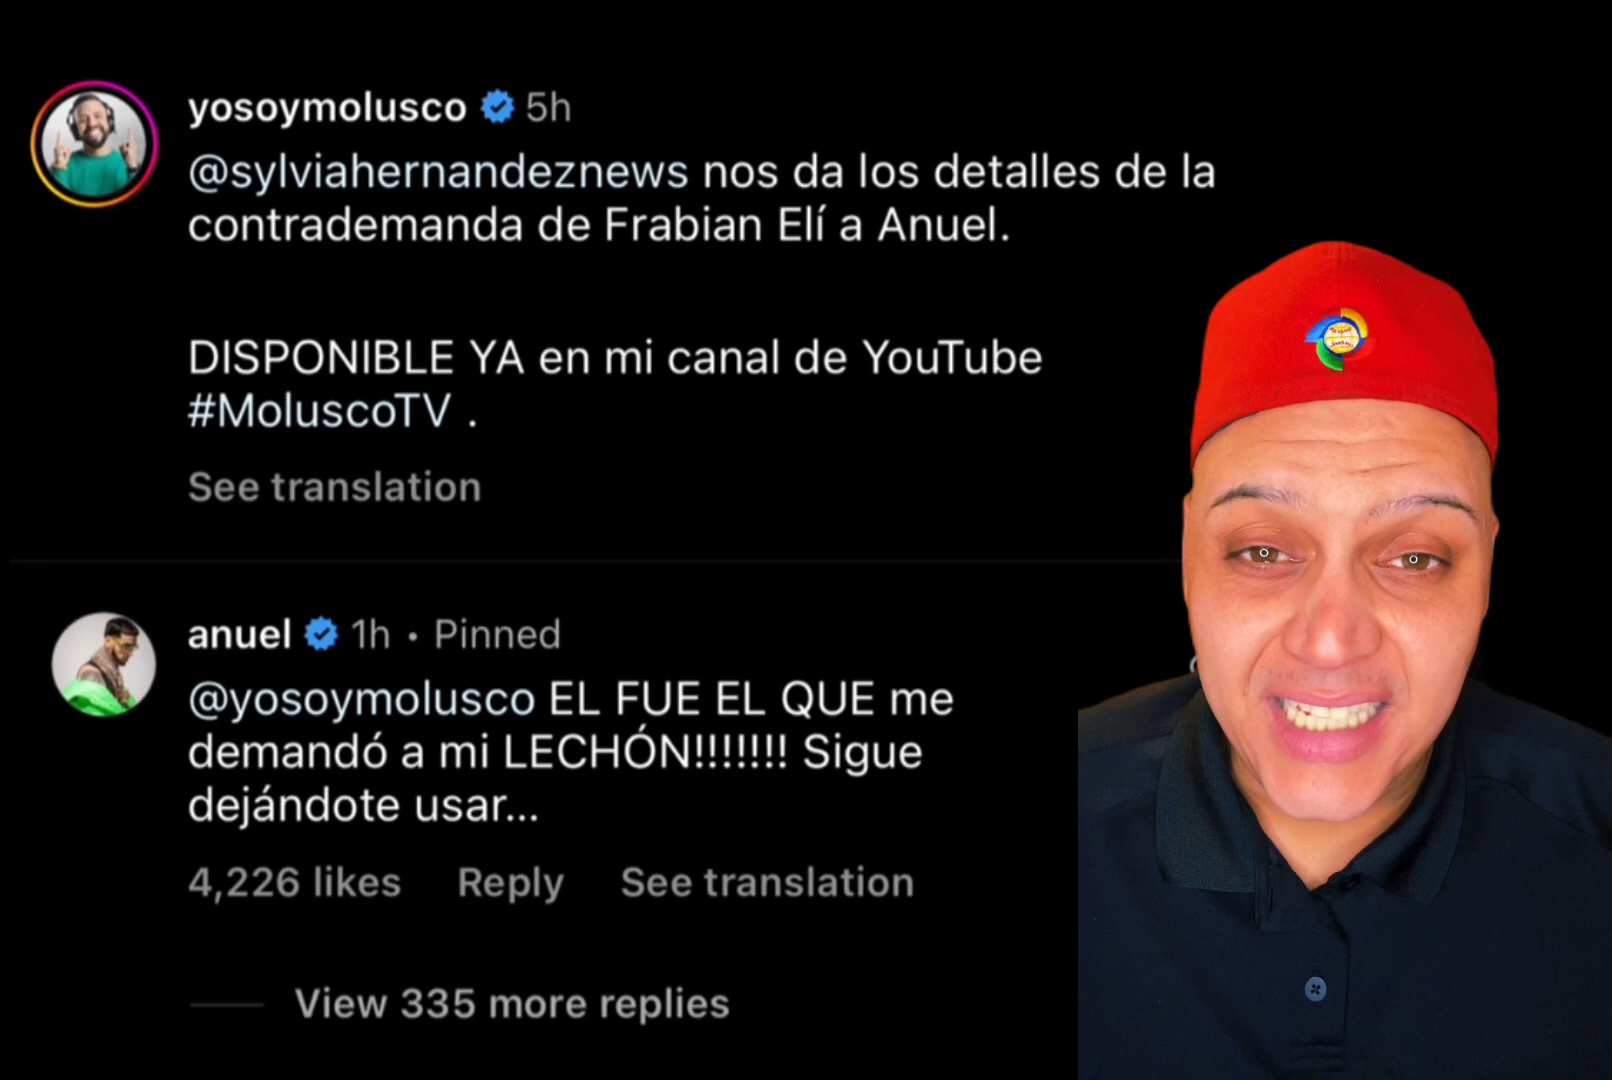 yosoymolusco 5h
@sylviahernandeznews nos da los detalles de la
contrademanda de Frabian Elí a Anuel.
DISPONIBLE YA en mi canal de YouTube
#MoluscoTV .
See translation
anuel 1h • Pinned
@yosoymolusco EL FUE EL QUE me
demandó a mi LECHÓN!!!!!!! Sigue
dejándote usar...
4,226 likes Reply See translation
View 335 more replies